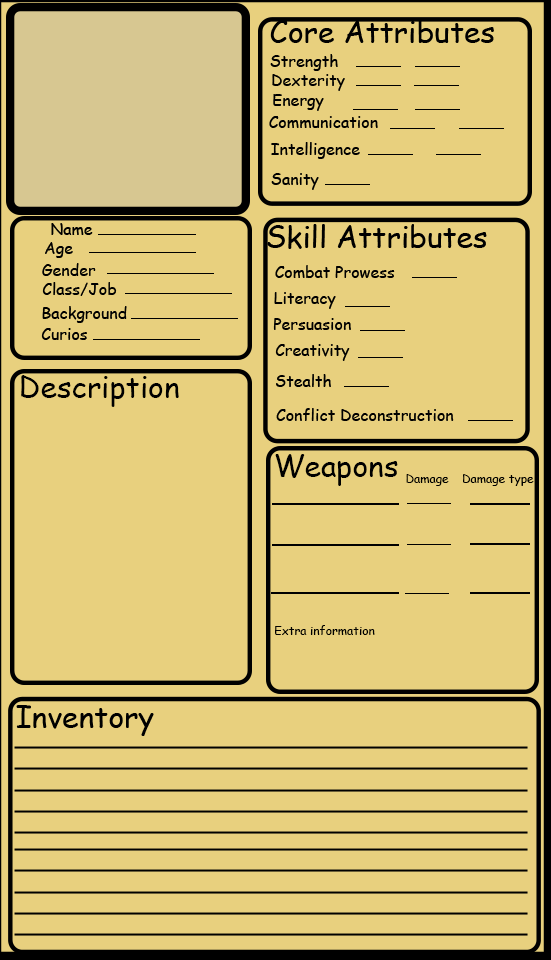 Core Attributes
Strength
Dexterity
Energy
Communication
Intelligence
Sanity
Name
Age
Gender
Class/Job
Background
Curios
Skill Attributes
Combat Prowess
Literacy
Persuasion
Creativity
Stealth
Conflict Deconstruction
Description
Weapons Damage Damage type
Extra information
Inventory